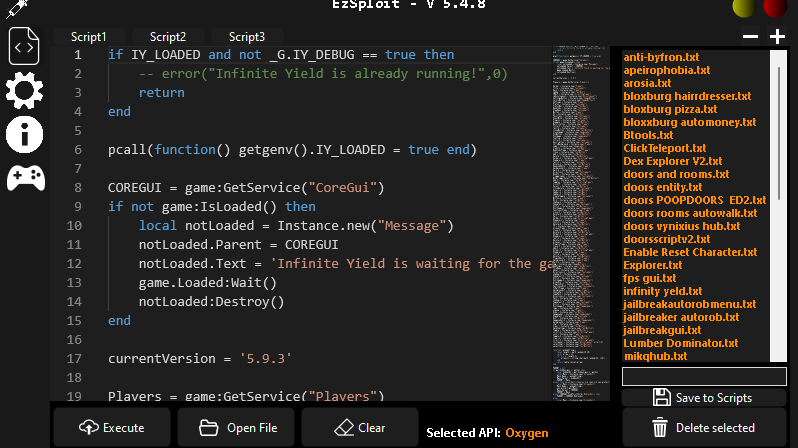 EzSploit - V 5.4.8
Script1 Script2 Script3
1 if IY_LOADED and not _G.IY_DEBUG == true then
2 -- error("Infinite Yield is already running!",0)
3 return
4 end
5
6 pcall(function() getgenv().IY_LOADED = true end)
7
8 COREGUI = game:GetService("CoreGui")
9 if not game:IsLoaded() then
10 local notLoaded = Instance.new("Message")
11 notLoaded.Parent = COREGUI
12 notLoaded.Text = 'Infinite Yield is waiting for the ga
13 game.Loaded:Wait()
14 notLoaded:Destroy()
15 end
16
17 currentVersion = '5.9.3'
18
19 Players = game:GetService("Players")
anti-byfron.txt
apeirophobia.txt
arosia.txt
bloxburg hairrdresser.txt
bloxburg pizza.txt
bloxxburg automoney.txt
Btools.txt
ClickTeleport.txt
Dex Explorer V2.txt
doors and rooms.txt
doors entity.txt
doors POOPDOORS ED2.txt
doors rooms autowalk.txt
doors vynixius hub.txt
doorsscriptv2.txt
Enable Reset Character.txt
Explorer.txt
fps gui.txt
infinity yeld.txt
jailbreakautorobmenu.txt
jailbreaker autorob.txt
jailbreakgui.txt
Lumber Dominator.txt
mikqhub.txt
Save to Scripts
Execute Open File Clear Selected API: Oxygen Delete selected